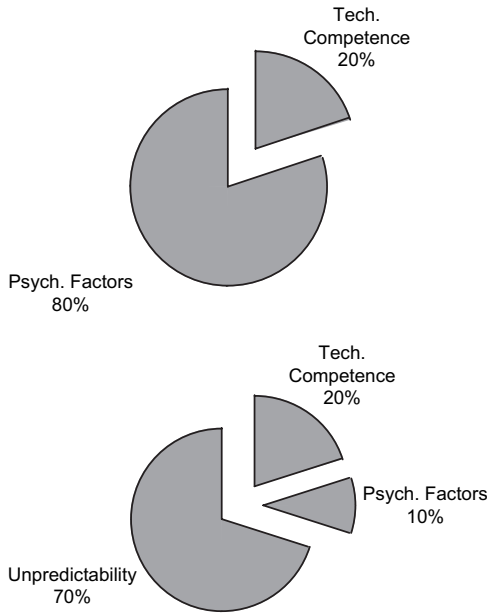 Tech.
Competence
20%
Psych. Factors
80%
Tech.
Competence
20%
Psych. Factors
10%
Unpredictability
70%